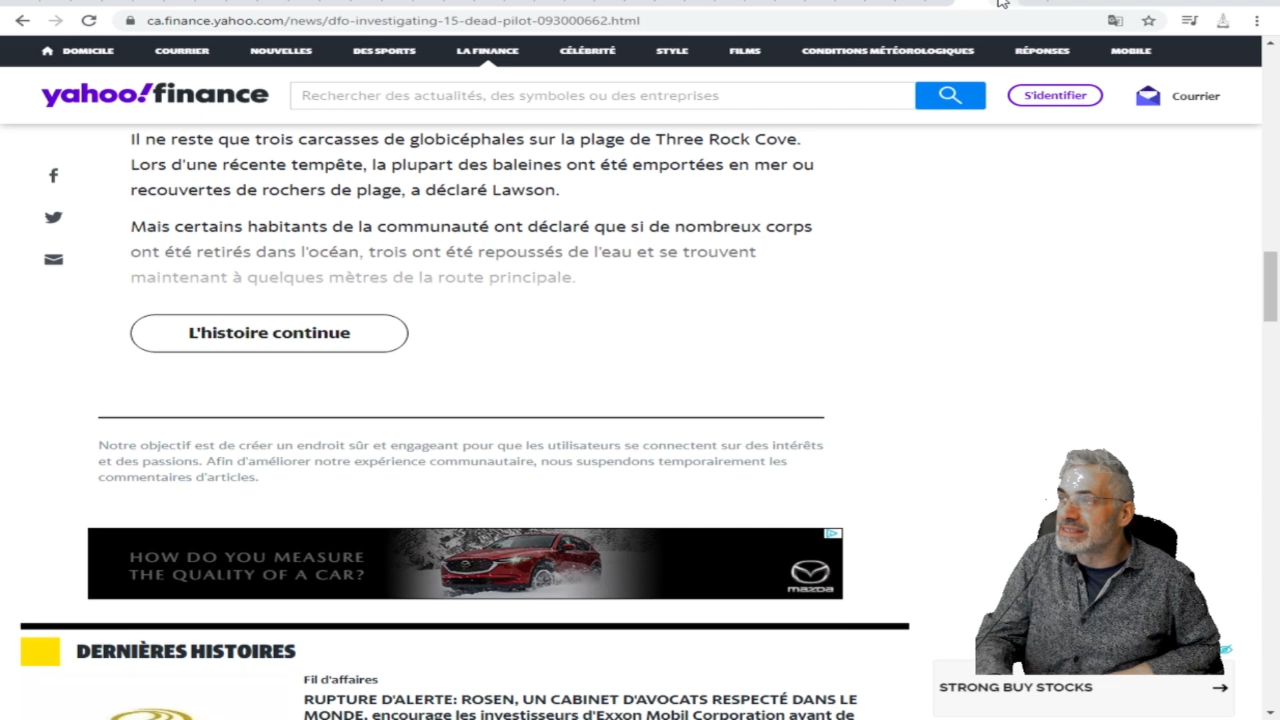 ca.finance.yahoo.com/news/dfo-investigating-15-dead-pilot-093000662.html
DOMICILE COURRIER NOUVELLES DES SPORTS LA FINANCE CÉLÉBRITÉ STYLE FILMS CONDITIONS MÉTÉOROLOGIQUES RÉPONSES MOBILE
yahoo!finance Rechercher des actualités, des symboles ou des entreprises S'identifier Courrier
Il ne reste que trois carcasses de globicéphales sur la plage de Three Rock Cove.
Lors d'une récente tempête, la plupart des baleines ont été emportées en mer ou
recouvertes de rochers de plage, a déclaré Lawson.
Mais certains habitants de la communauté ont déclaré que si de nombreux corps
ont été retirés dans l'océan, trois ont été repoussés de l'eau et se trouvent
maintenant à quelques mètres de la route principale.
L'histoire continue
Notre objectif est de créer un endroit sûr et engageant pour que les utilisateurs se connectent sur des intérêts
et des passions. Afin d'améliorer notre expérience communautaire, nous suspendons temporairement les
commentaires d'articles.
HOW DO YOU MEASURE
THE QUALITY OF A CAR?
mazda
DERNIÈRES HISTOIRES
Fil d'affaires
RUPTURE D'ALERTE: ROSEN, UN CABINET D'AVOCATS RESPECTÉ DANS LE
MONDE, encourage les investisseurs d'Exxon Mobil Corporation avant de
STRONG BUY STOCKS